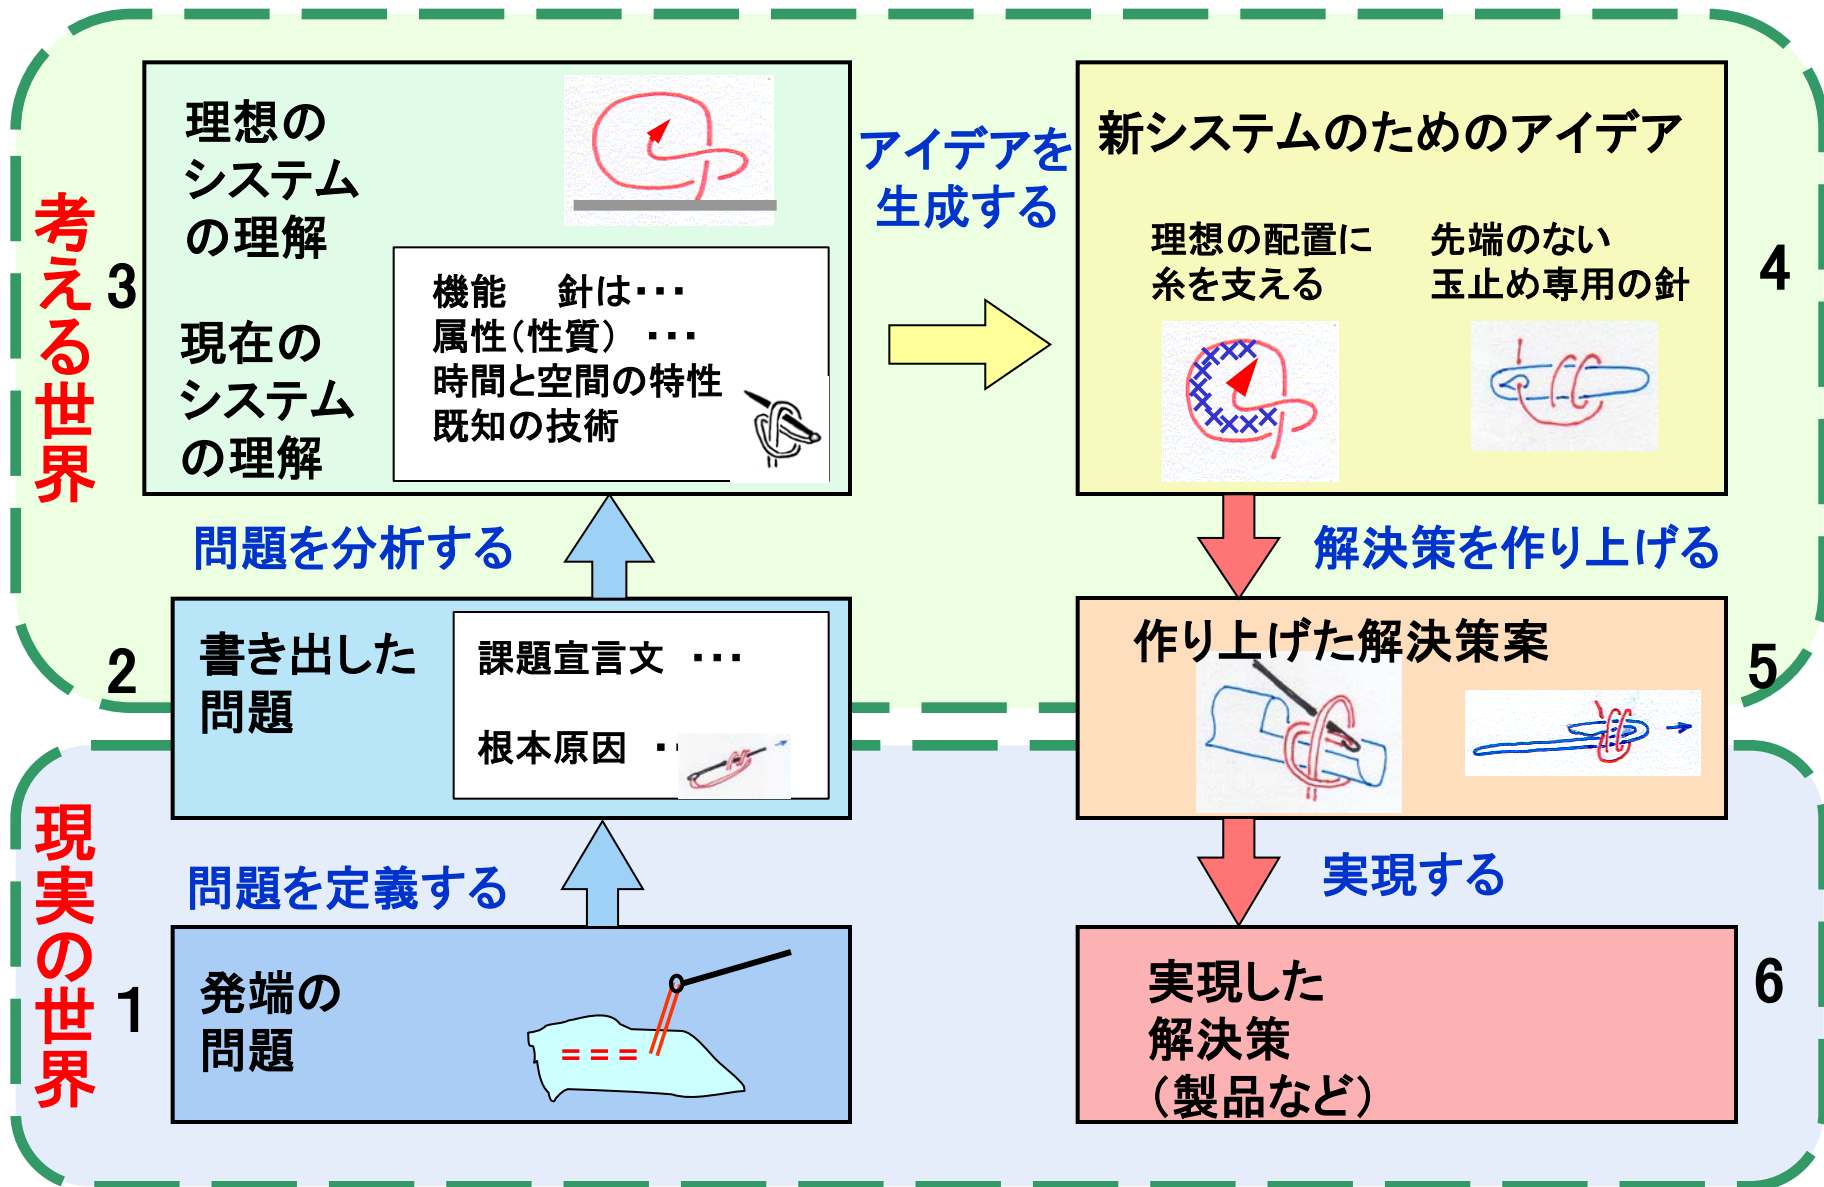 考える世界
3
理想の
システム
の理解
現在の
システム
の理解
機能　針は・・・
属性（性質）　・・・
時間と空間の特性
既知の技術
アイデアを
生成する
新システムのためのアイデア
理想の配置に
糸を支える
先端のない
玉止め専用の針
4
問題を分析する
解決策を作り上げる
2
書き出した
問題
課題宣言文　・・・
根本原因　・・
作り上げた解決策案
5
現実の世界
問題を定義する
実現する
1
発端の
問題
= = =
実現した
解決策
（製品など）
6